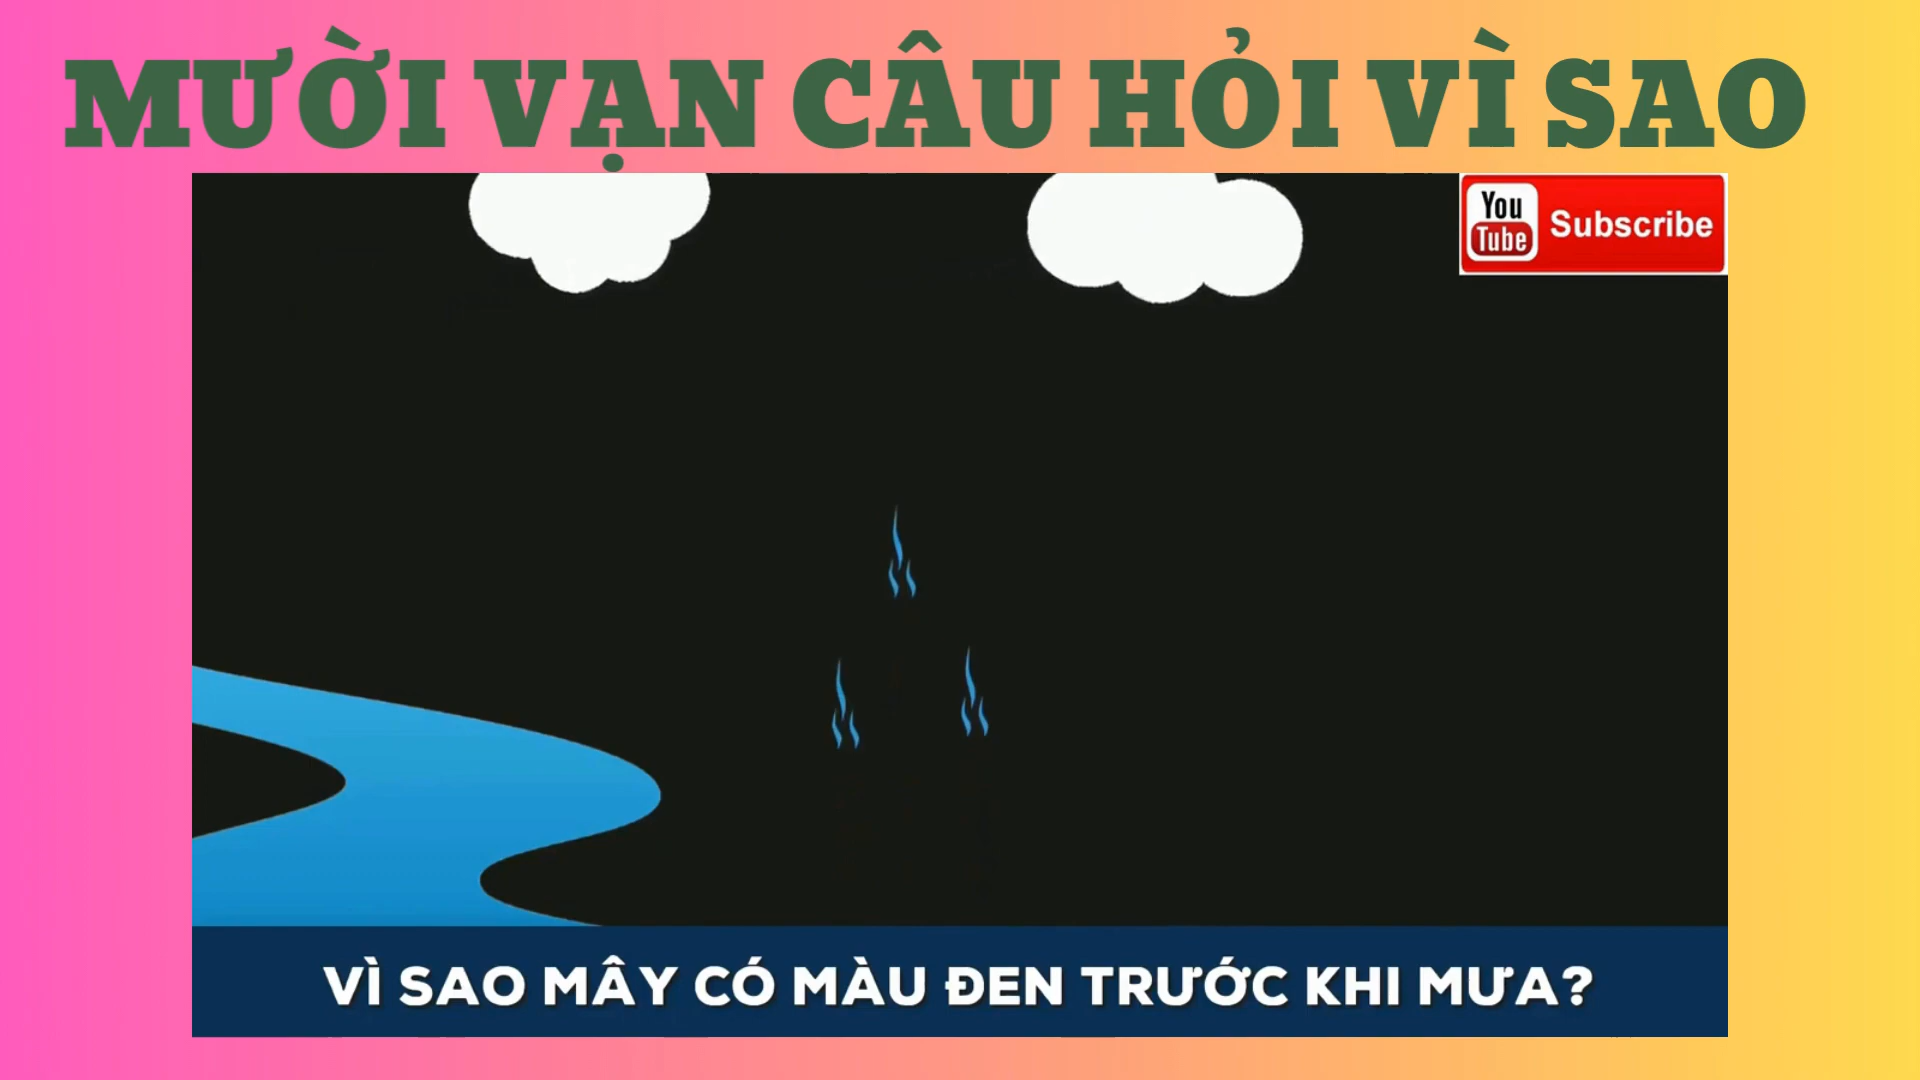 MƯỜI VẠN CÂU HỎI VÌ SAO
You
Tube
Subscribe
VÌ SAO MÂY CÓ MÀU ĐEN TRƯỚC KHI MƯA?